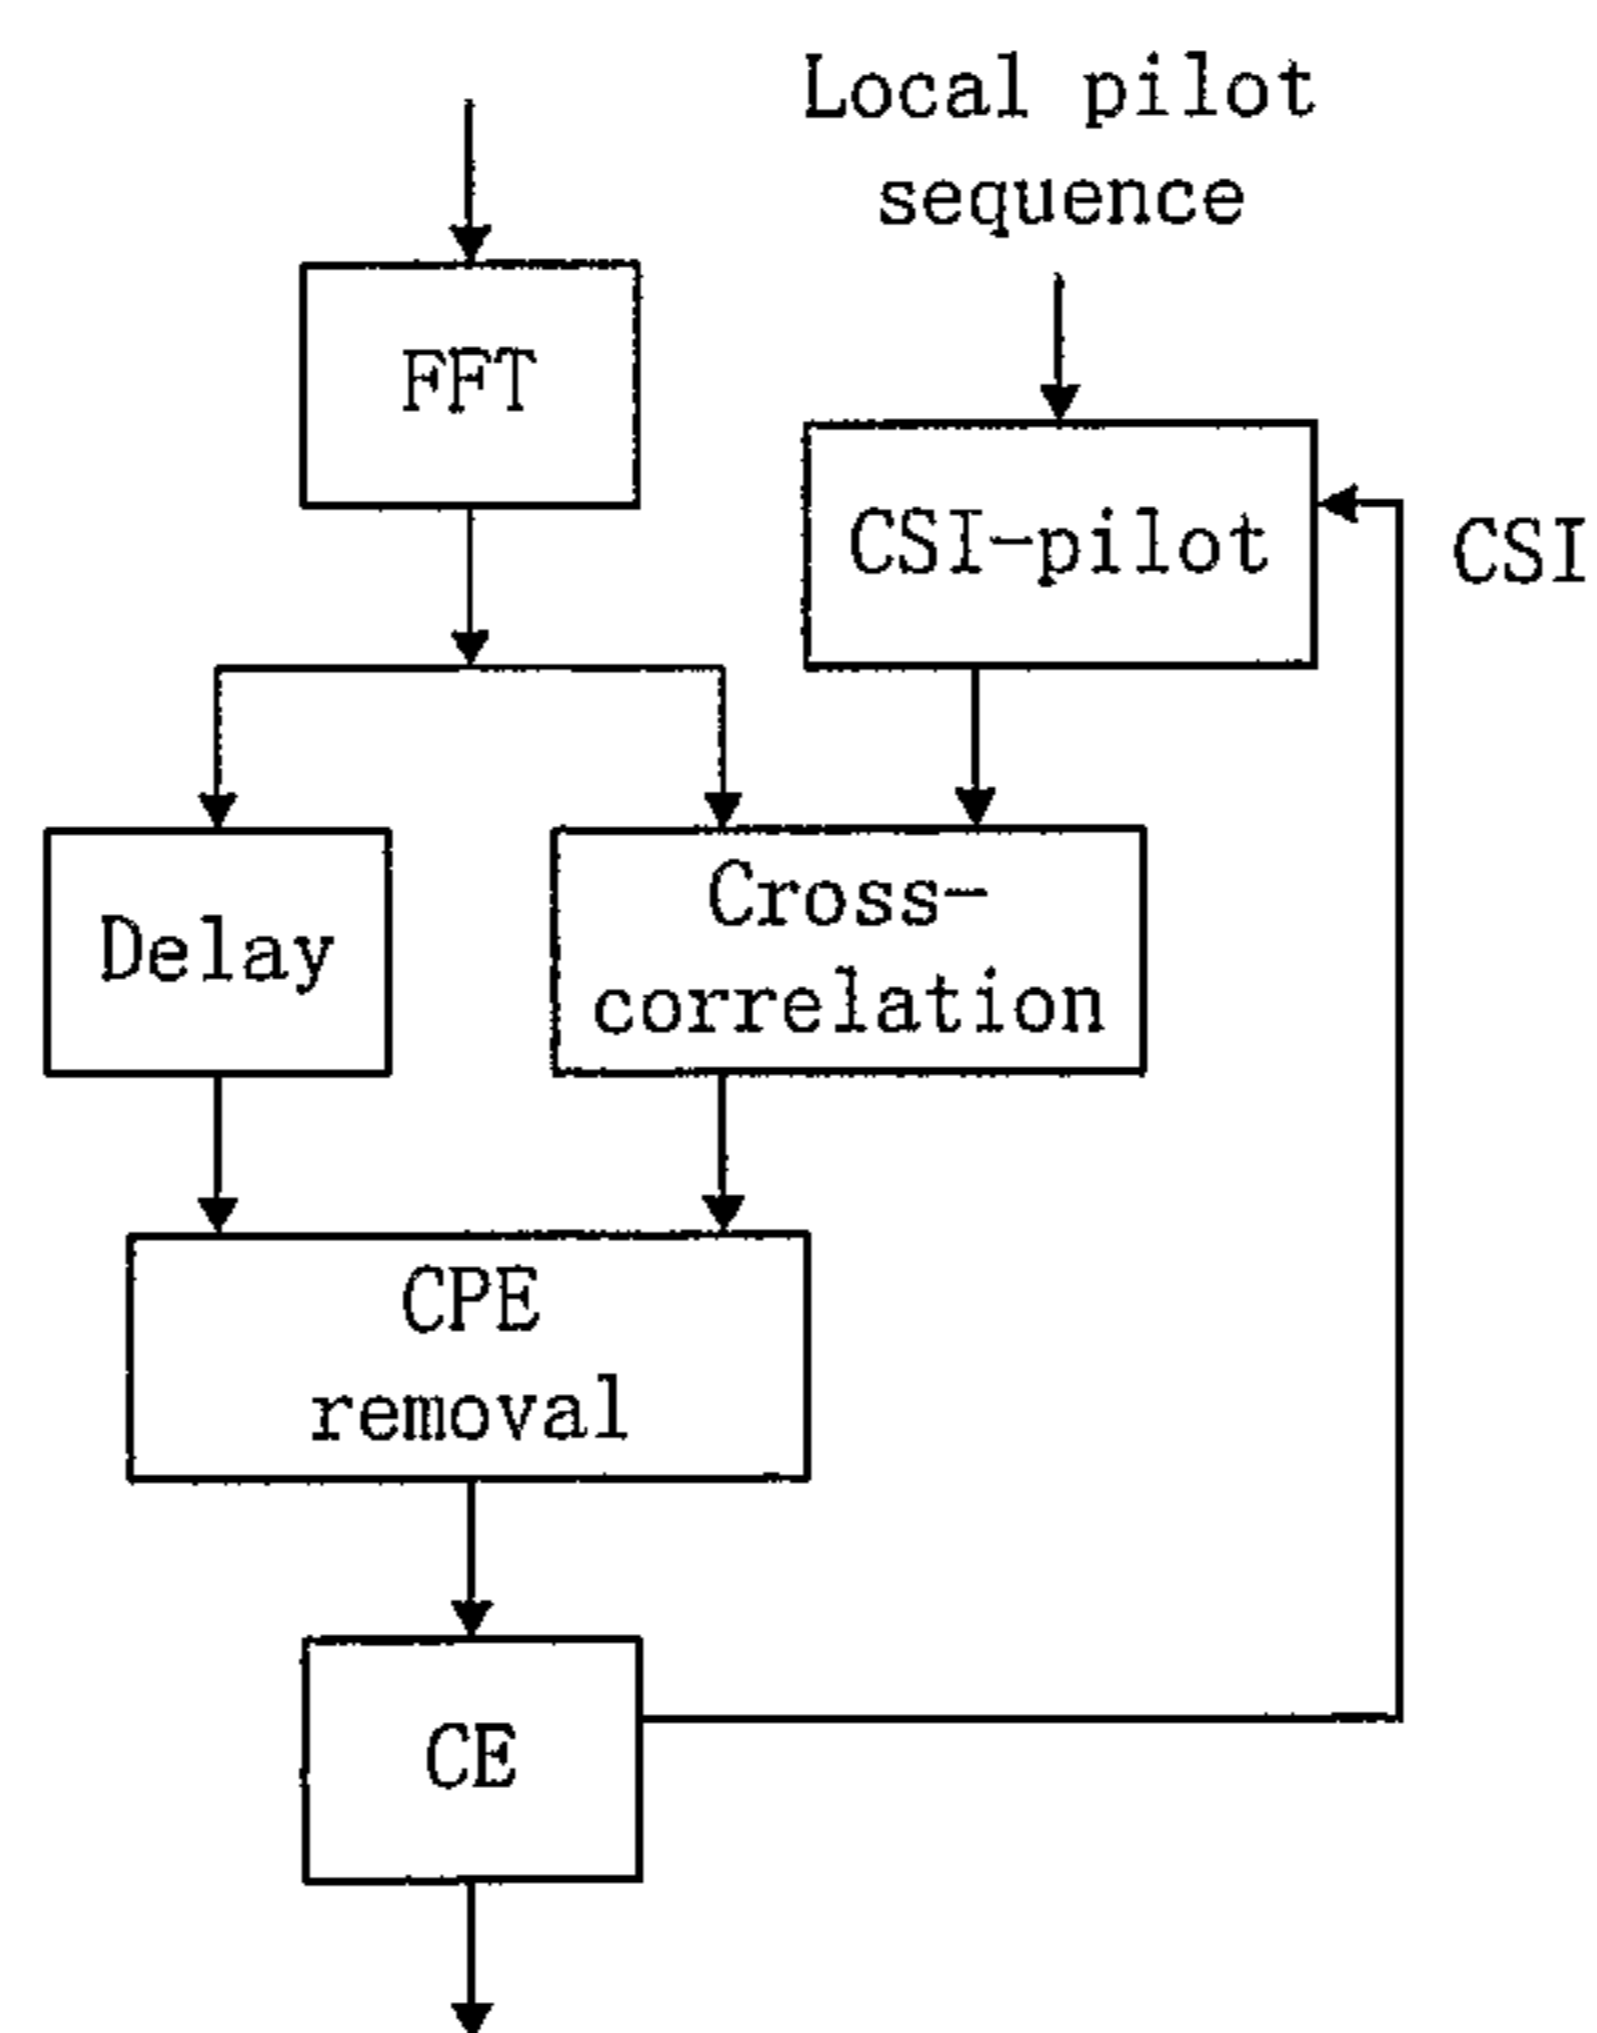 Local pilot
sequence
FFT
CSI-pilot
CSI
Delay
Cross-
correlation
CPE
removal
CE